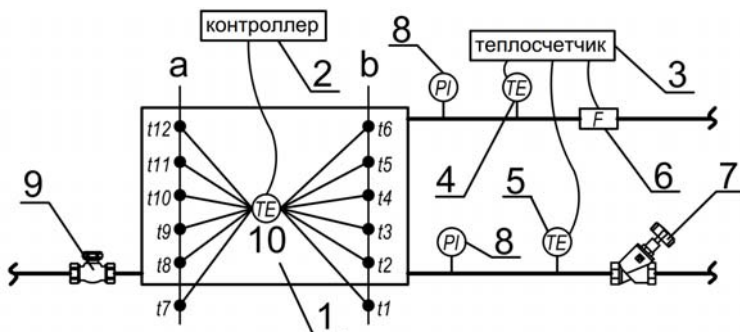 контроллер
8
теплосчетчик
a
b
2
3
PI
TE
t12
t6
F
t11
t5
9
t10
TE
t4
4
5
6
7
t9
10
t3
PI
8
TE
t8
t2
t7
1
t1